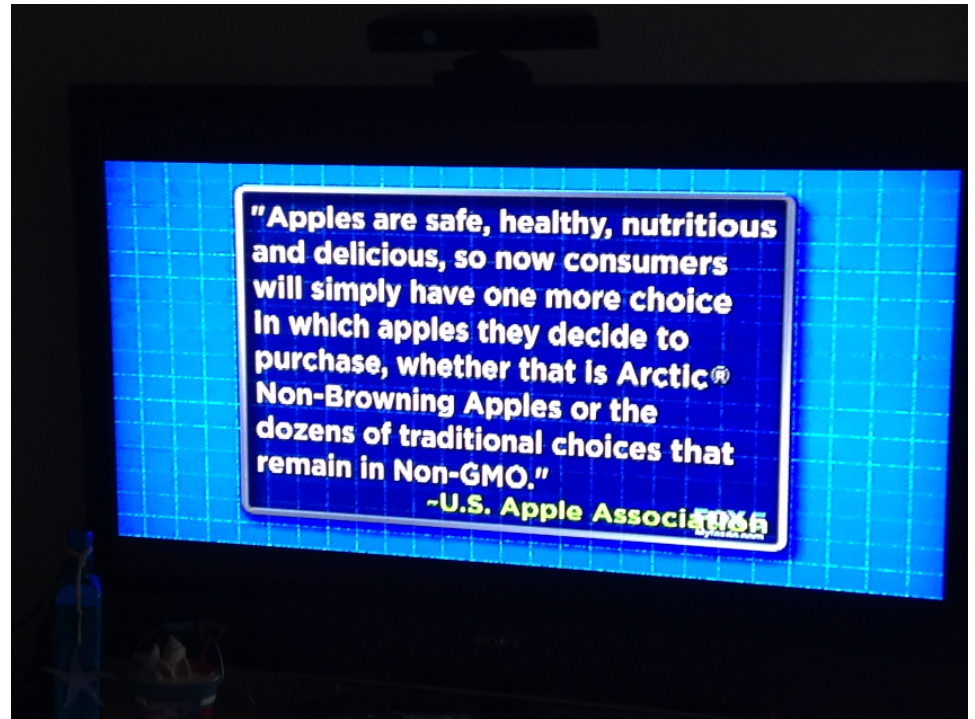 "Apples are safe, healthy, nutritious
and delicious, so now consumers
will simply have one more choice
in which apples they decide to
purchase, whether that is Arctic®
Non-Browning Apples or the
dozens of traditional choices that
remain in Non-GMO."
~U.S. Apple Association
FOX 5
SONY